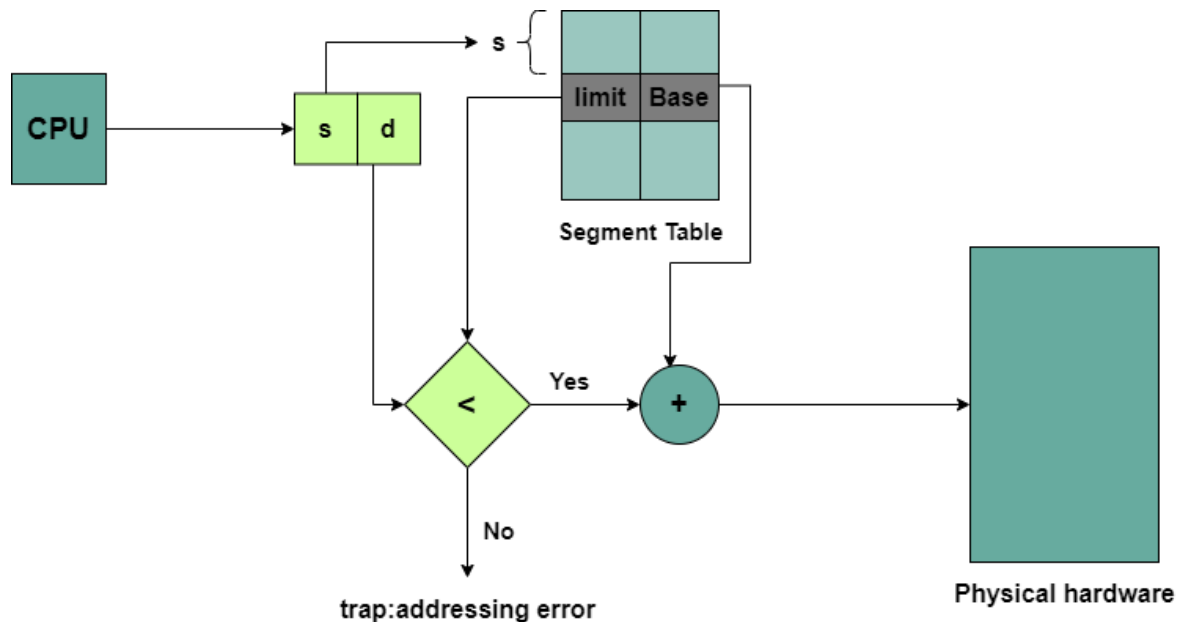 CPU
s
d
s
limit
Base
Segment Table
<
Yes
+
No
trap:addressing error
Physical hardware